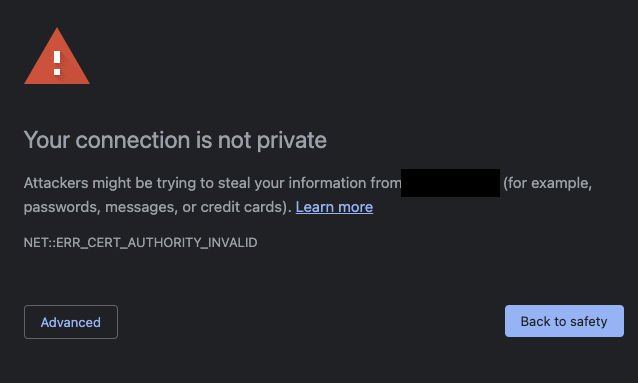 Your connection is not private
Attackers might be trying to steal your information from (for example,
passwords, messages, or credit cards). Learn more
NET::ERR_CERT_AUTHORITY_INVALID
Advanced
Back to safety